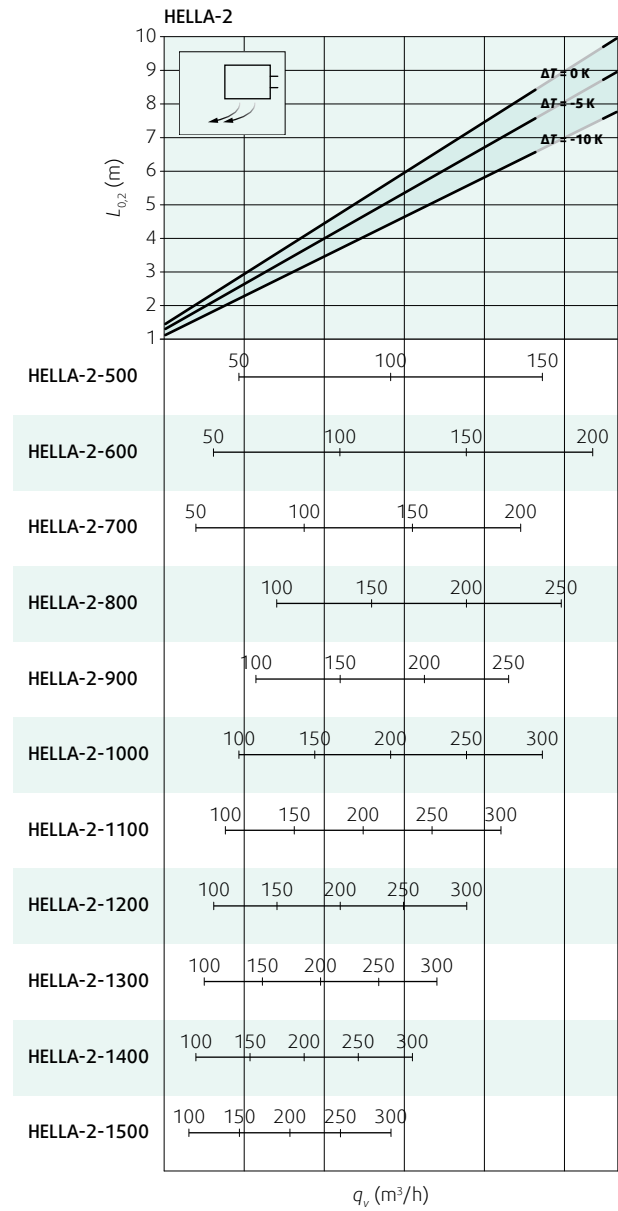 HELLA-2
10
9
8
7
6
5
4
3
2
1
L0,2 (m)
ΔT = 0 K
ΔT = -5 K
ΔT = -10 K
HELLA-2-500 50 100 150
HELLA-2-600 50 100 150 200
HELLA-2-700 50 100 150 200
HELLA-2-800 100 150 200 250
HELLA-2-900 100 150 200 250
HELLA-2-1000 100 150 200 250 300
HELLA-2-1100 100 150 200 250 300
HELLA-2-1200 100 150 200 250 300
HELLA-2-1300 100 150 200 250 300
HELLA-2-1400 100 150 200 250 300
HELLA-2-1500 100 150 200 250 300
qv (m³/h)